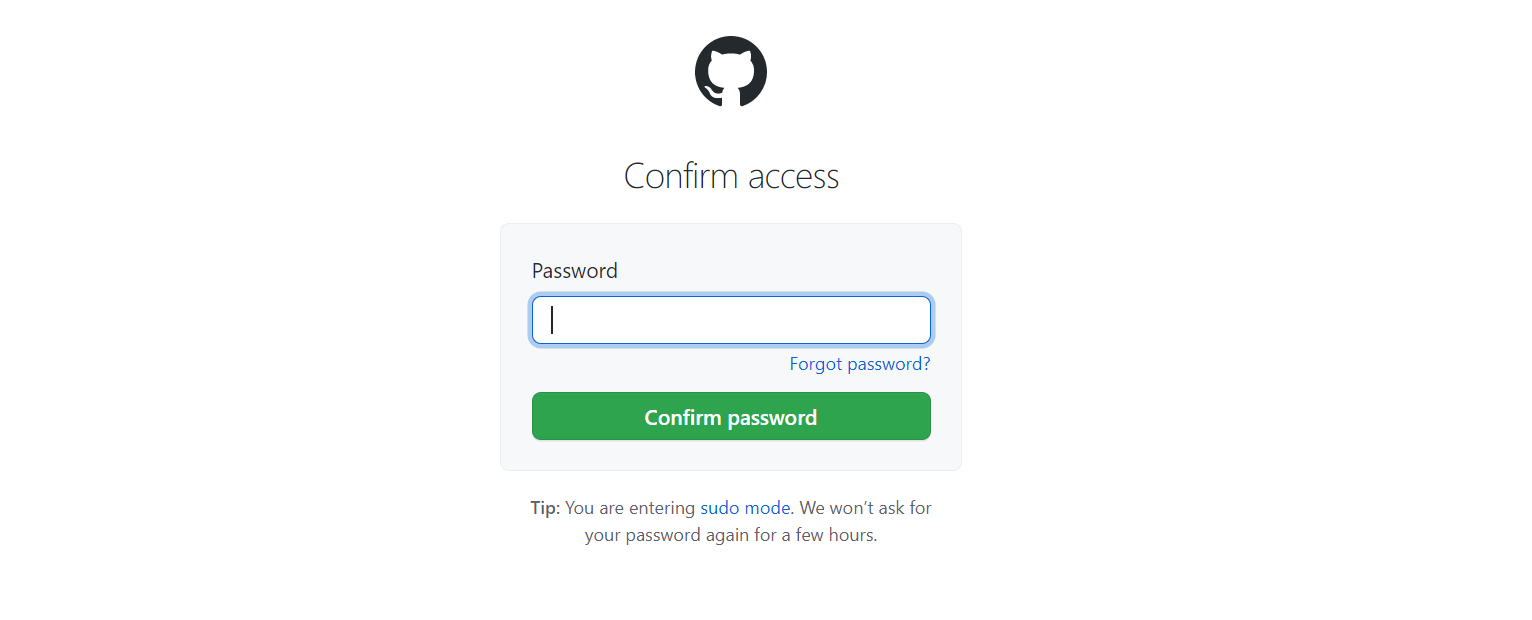 Confirm access
Password
Forgot password?
Confirm password
Tip: You are entering sudo mode. We won’t ask for
your password again for a few hours.